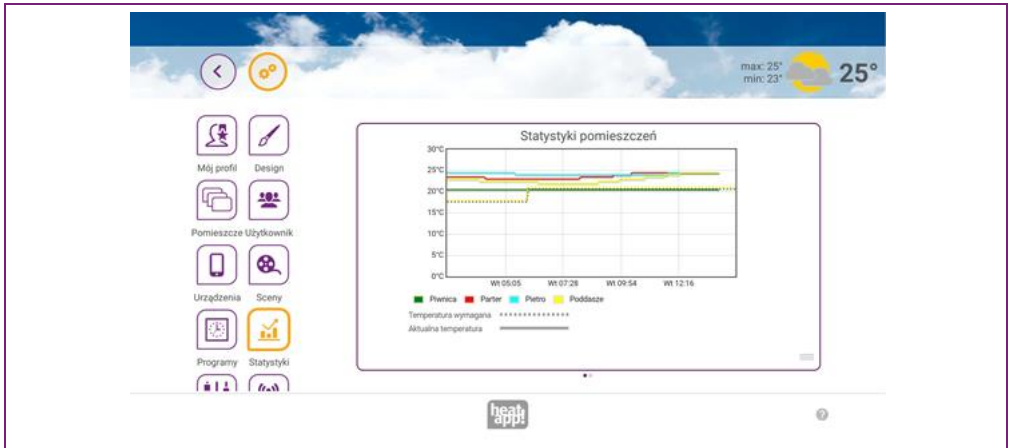 max: 25°
min: 23°
25°
Mój profil
Design
Pomieszcze
Użytkownik
Urządzenia
Sceny
Programy
Statystyki
Statystyki pomieszczeń
30°C
25°C
20°C
15°C
10°C
5°C
0°C
Wt 05:05 Wt 07:28 Wt 09:54 Wt 12:16
Piwnica Parter Pietro Poddasze
Temperatura wymagana
Aktualna temperatura
heat
app!
?